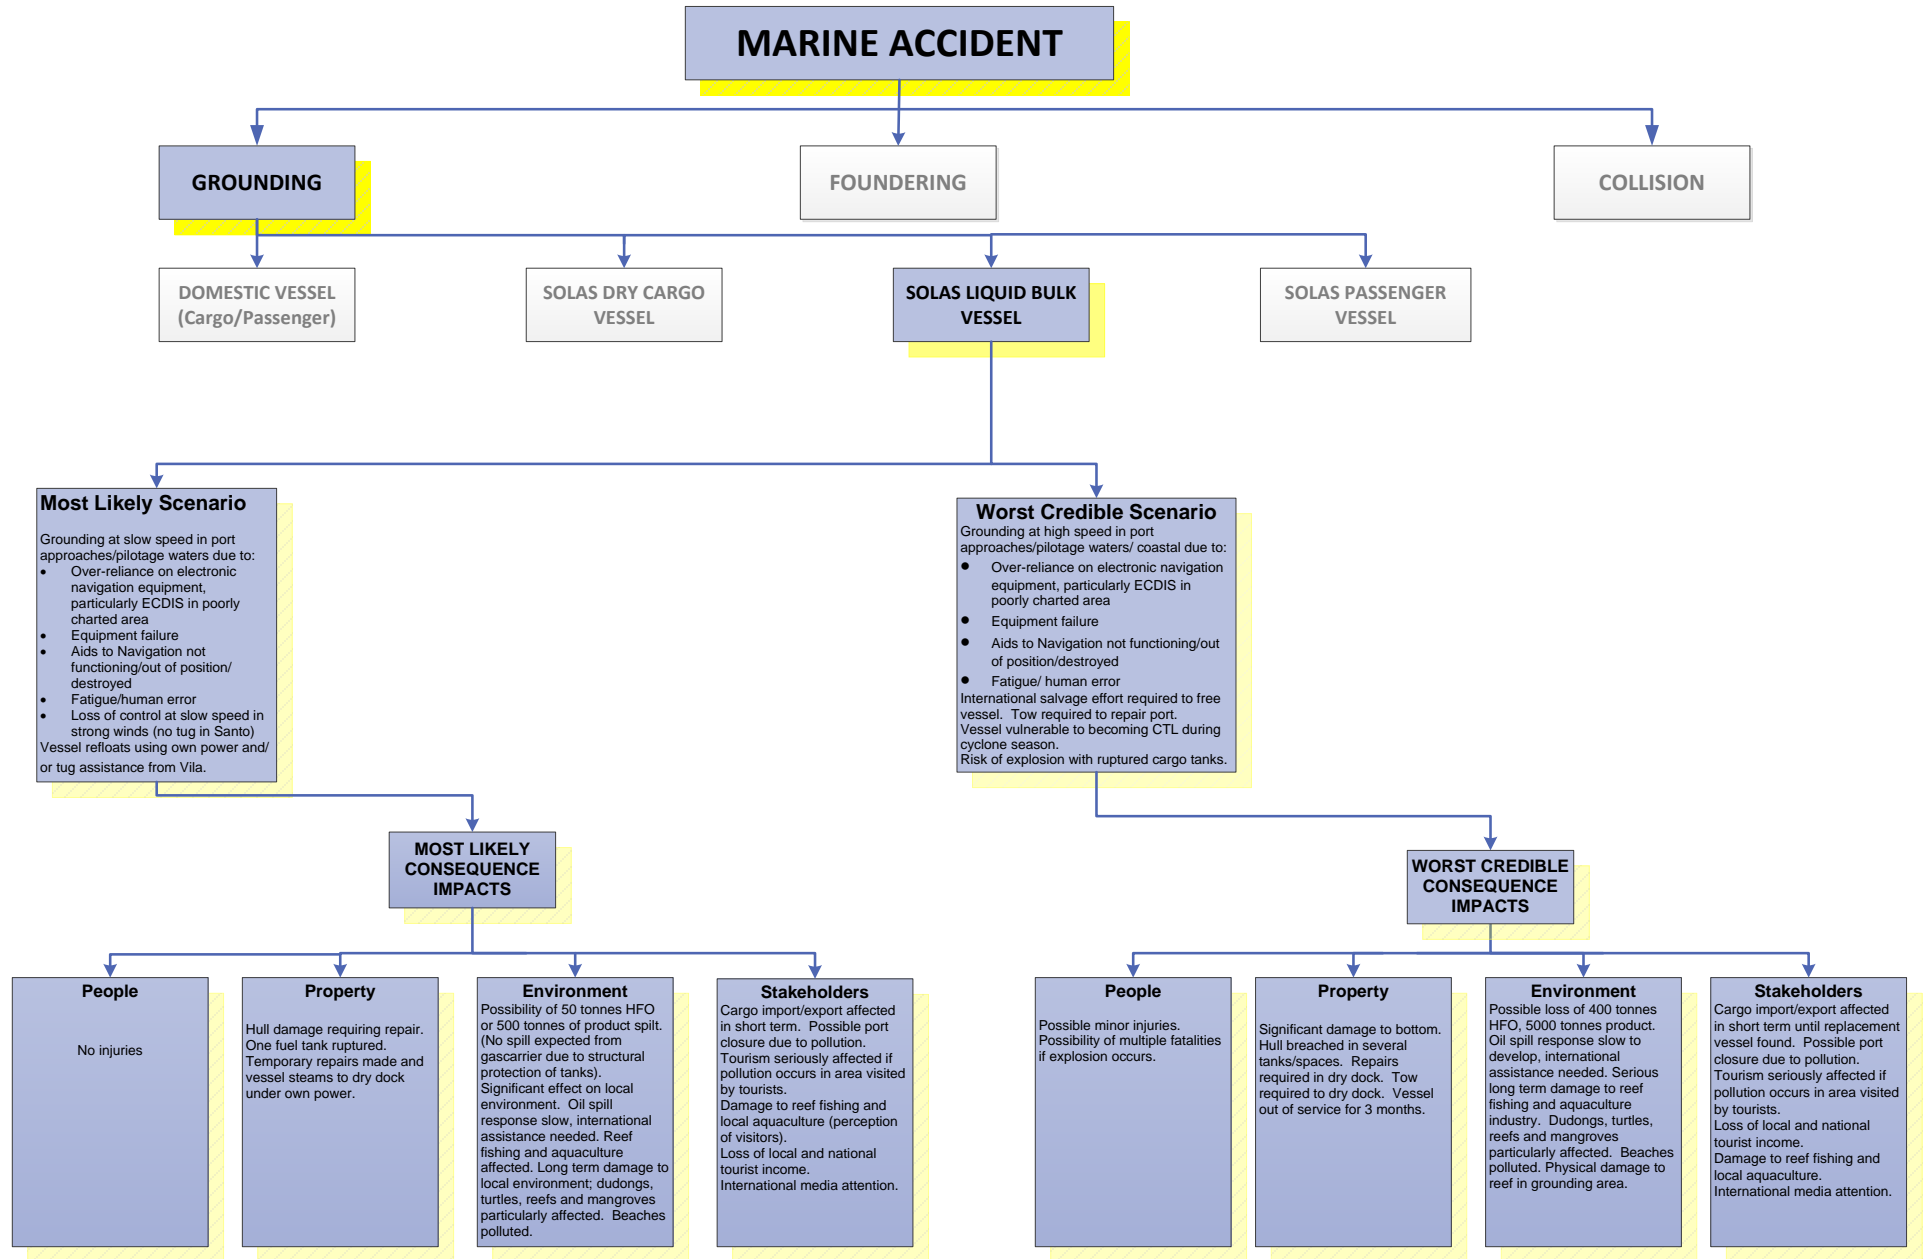 MARINE ACCIDENT
GROUNDING
FOUNDERING
COLLISION
DOMESTIC VESSEL
(Cargo/Passenger)
SOLAS DRY CARGO
VESSEL
SOLAS LIQUID BULK
VESSEL
SOLAS PASSENGER
VESSEL
Most Likely Scenario
Grounding at slow speed in port
approaches/pilotage waters due to:
• Over-reliance on electronic
navigation equipment,
particularly ECDIS in poorly
charted area
• Equipment failure
• Aids to Navigation not
functioning/out of position/
destroyed
• Fatigue/human error
• Loss of control at slow speed in
strong winds (no tug in Santo)
Vessel refloats using own power and/
or tug assistance from Vila.
Worst Credible Scenario
Grounding at high speed in port
approaches/pilotage waters/ coastal due to:
• Over-reliance on electronic navigation
equipment, particularly ECDIS in
poorly charted area
• Equipment failure
• Aids to Navigation not functioning/out
of position/destroyed
• Fatigue/ human error
International salvage effort required to free
vessel. Tow required to repair port.
Vessel vulnerable to becoming CTL during
cyclone season.
Risk of explosion with ruptured cargo tanks.
MOST LIKELY
CONSEQUENCE
IMPACTS
WORST CREDIBLE
CONSEQUENCE
IMPACTS
People
No injuries
Property
Hull damage requiring repair.
One fuel tank ruptured.
Temporary repairs made and
vessel steams to dry dock
under own power.
Environment
Possibility of 50 tonnes HFO
or 500 tonnes of product spilt.
(No spill expected from
gascarrier due to structural
protection of tanks).
Significant effect on local
environment. Oil spill
response slow, international
assistance needed. Reef
fishing and aquaculture
affected. Long term damage to
local environment; dudongs,
turtles, reefs and mangroves
particularly affected. Beaches
polluted.
Stakeholders
Cargo import/export affected
in short term. Possible port
closure due to pollution.
Tourism seriously affected if
pollution occurs in area visited
by tourists.
Damage to reef fishing and
local aquaculture (perception
of visitors).
Loss of local and national
tourist income.
International media attention.
People
Possible minor injuries.
Possibility of multiple fatalities
if explosion occurs.
Property
Significant damage to bottom.
Hull breached in several
tanks/spaces. Repairs
required in dry dock. Tow
required to dry dock. Vessel
out of service for 3 months.
Environment
Possible loss of 400 tonnes
HFO, 5000 tonnes product.
Oil spill response slow to
develop, international
assistance needed. Serious
long term damage to reef
fishing and aquaculture
industry. Dudongs, turtles,
reefs and mangroves
particularly affected. Beaches
polluted. Physical damage to
reef in grounding area.
Stakeholders
Cargo import/export affected
in short term until replacement
vessel found. Possible port
closure due to pollution.
Tourism seriously affected if
pollution occurs in area visited
by tourists.
Loss of local and national
tourist income.
Damage to reef fishing and
local aquaculture.
International media attention.